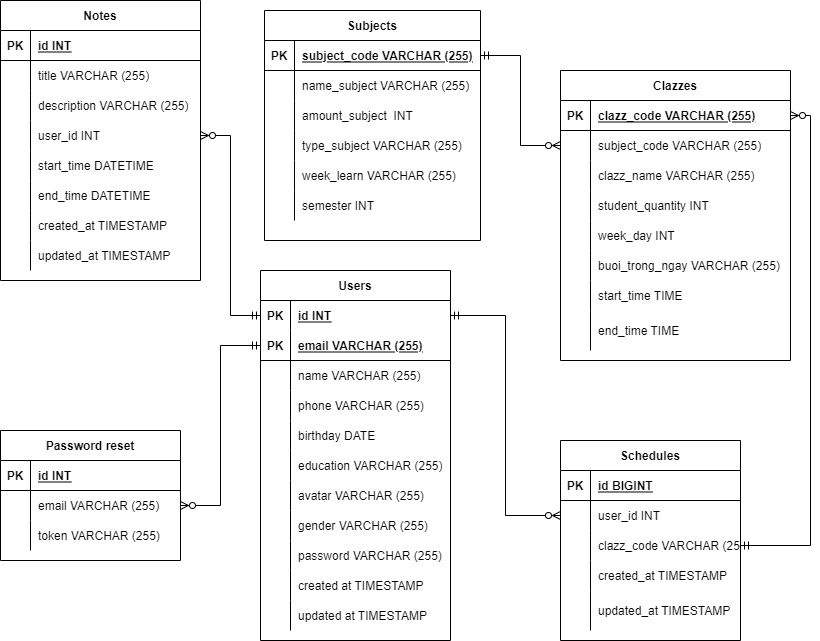 Notes
PK id INT
title VARCHAR (255)
description VARCHAR (255)
user_id INT
start_time DATETIME
end_time DATETIME
created_at TIMESTAMP
updated_at TIMESTAMP
Subjects
PK subject_code VARCHAR (255)
name_subject VARCHAR (255)
amount_subject INT
type_subject VARCHAR (255)
week_learn VARCHAR (255)
semester INT
Clazzes
PK clazz_code VARCHAR (255)
subject_code VARCHAR (255)
clazz_name VARCHAR (255)
student_quantity INT
week_day INT
buoi_trong_ngay VARCHAR (255)
start_time TIME
end_time TIME
Users
PK id INT
PK email VARCHAR (255)
name VARCHAR (255)
phone VARCHAR (255)
birthday DATE
education VARCHAR (255)
avatar VARCHAR (255)
gender VARCHAR (255)
password VARCHAR (255)
created at TIMESTAMP
updated at TIMESTAMP
Password reset
PK id INT
email VARCHAR (255)
token VARCHAR (255)
Schedules
PK id BIGINT
user_id INT
clazz_code VARCHAR (25
created_at TIMESTAMP
updated_at TIMESTAMP